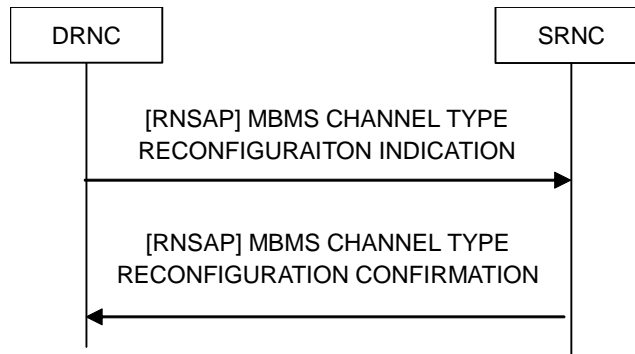 DRNC
SRNC
[RNSAP] MBMS CHANNEL TYPE
RECONFIGURAITON INDICATION
[RNSAP] MBMS CHANNEL TYPE
RECONFIGURATION CONFIRMATION